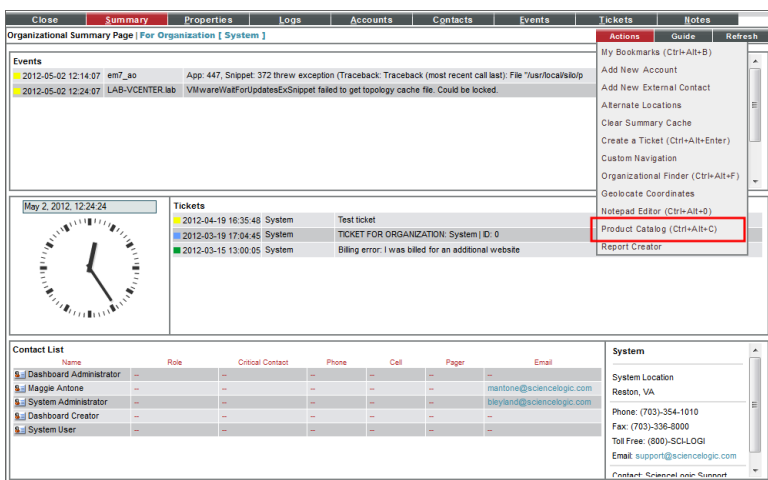 Close Summary Properties Logs Accounts Contacts Events Tickets Notes
Organizational Summary Page | For Organization [ System ]
Actions Guide Refresh
My Bookmarks (Ctrl+Alt+B)
Add New Account
Add New External Contact
Alternate Locations
Clear Summary Cache
Create a Ticket (Ctrl+Alt+Enter)
Custom Navigation
Organizational Finder (Ctrl+Alt+F)
Geolocate Coordinates
Notepad Editor (Ctrl+Alt+0)
Product Catalog (Ctrl+Alt+C)
Report Creator
Events
2012-05-02 12:14:07 em7_ao App: 447, Snippet: 372 threw exception (Traceback: Traceback (most recent call last): File "/usr/local/silo/p
2012-05-02 12:24:07 LAB-VCENTER.lab VMwareWaitForUpdatesExSnippet failed to get topology cache file. Could be locked.
May 2, 2012, 12:24:24
Tickets
2012-04-19 16:35:48 System Test ticket
2012-03-19 17:04:45 System TICKET FOR ORGANIZATION: System | ID: 0
2012-03-15 13:00:05 System Billing error: I was billed for an additional website
Contact List
Name Role Critical Contact Phone Cell Pager Email
Dashboard Administrator -- -- -- -- -- --
Maggie Antone -- -- -- -- -- mantone@sciencelogic.com
System Administrator -- -- -- -- -- bleyland@sciencelogic.com
Dashboard Creator -- -- -- -- -- --
System User -- -- -- -- -- --
System
System Location
Reston, VA
Phone: (703)-354-1010
Fax: (703)-336-8000
Toll Free: (800)-SCI-LOGI
Email: support@sciencelogic.com
Contact: ScienceLogic Support